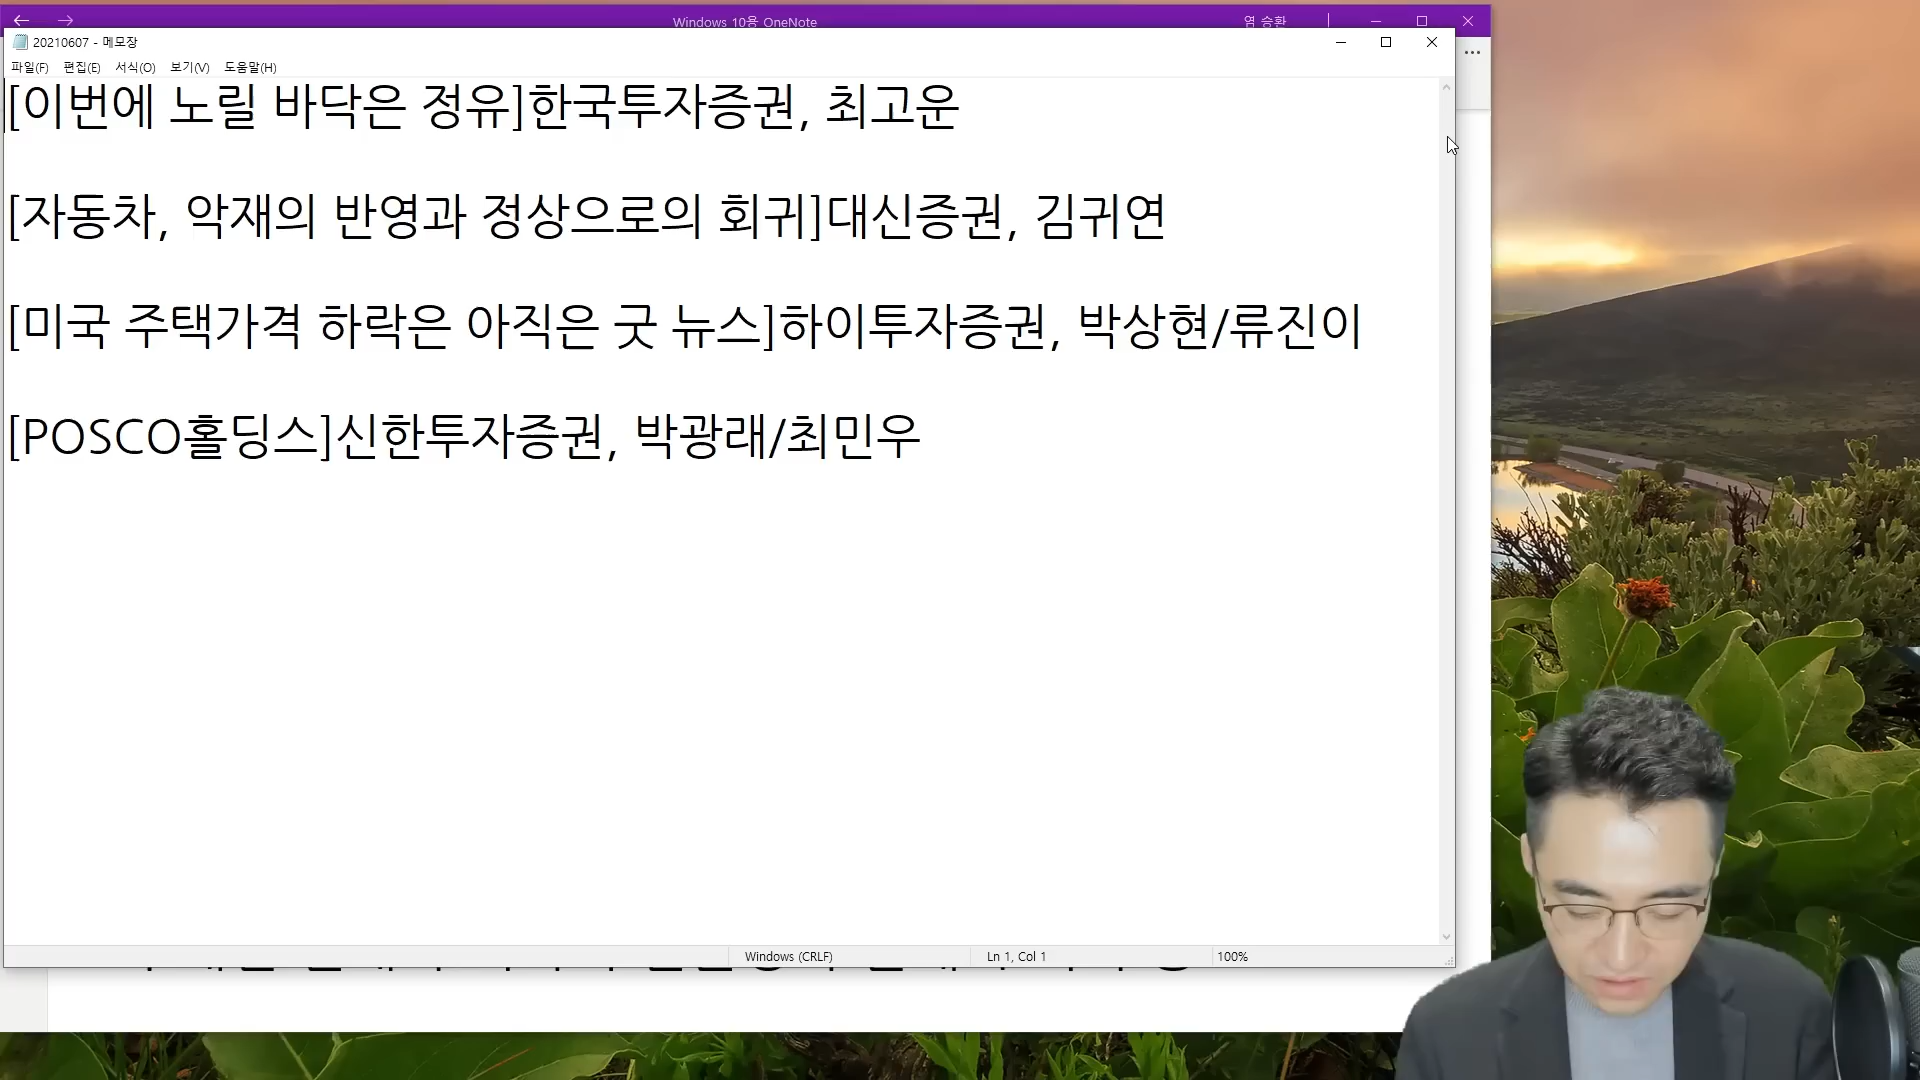 Windows 10용 OneNote
염 승환
20210607 - 메모장
파일(F) 편집(E) 서식(O) 보기(V) 도움말(H)
[이번에 노릴 바닥은 정유]한국투자증권, 최고운
[자동차, 악재의 반영과 정상으로의 회귀]대신증권, 김귀연
[미국 주택가격 하락은 아직은 굿 뉴스]하이투자증권, 박상현/류진이
[POSCO홀딩스]신한투자증권, 박광래/최민우
Windows (CRLF) Ln 1, Col 1 100%